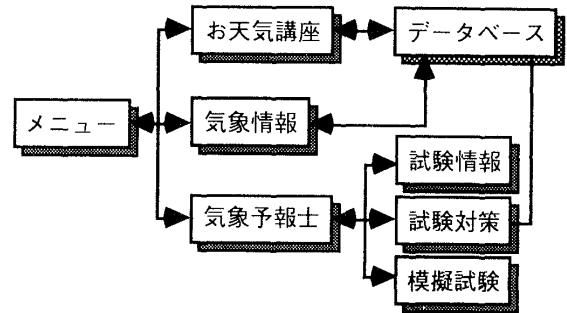 お天気講座
データベース
メニュー
気象情報
試験情報
気象予報士
試験対策
模擬試験